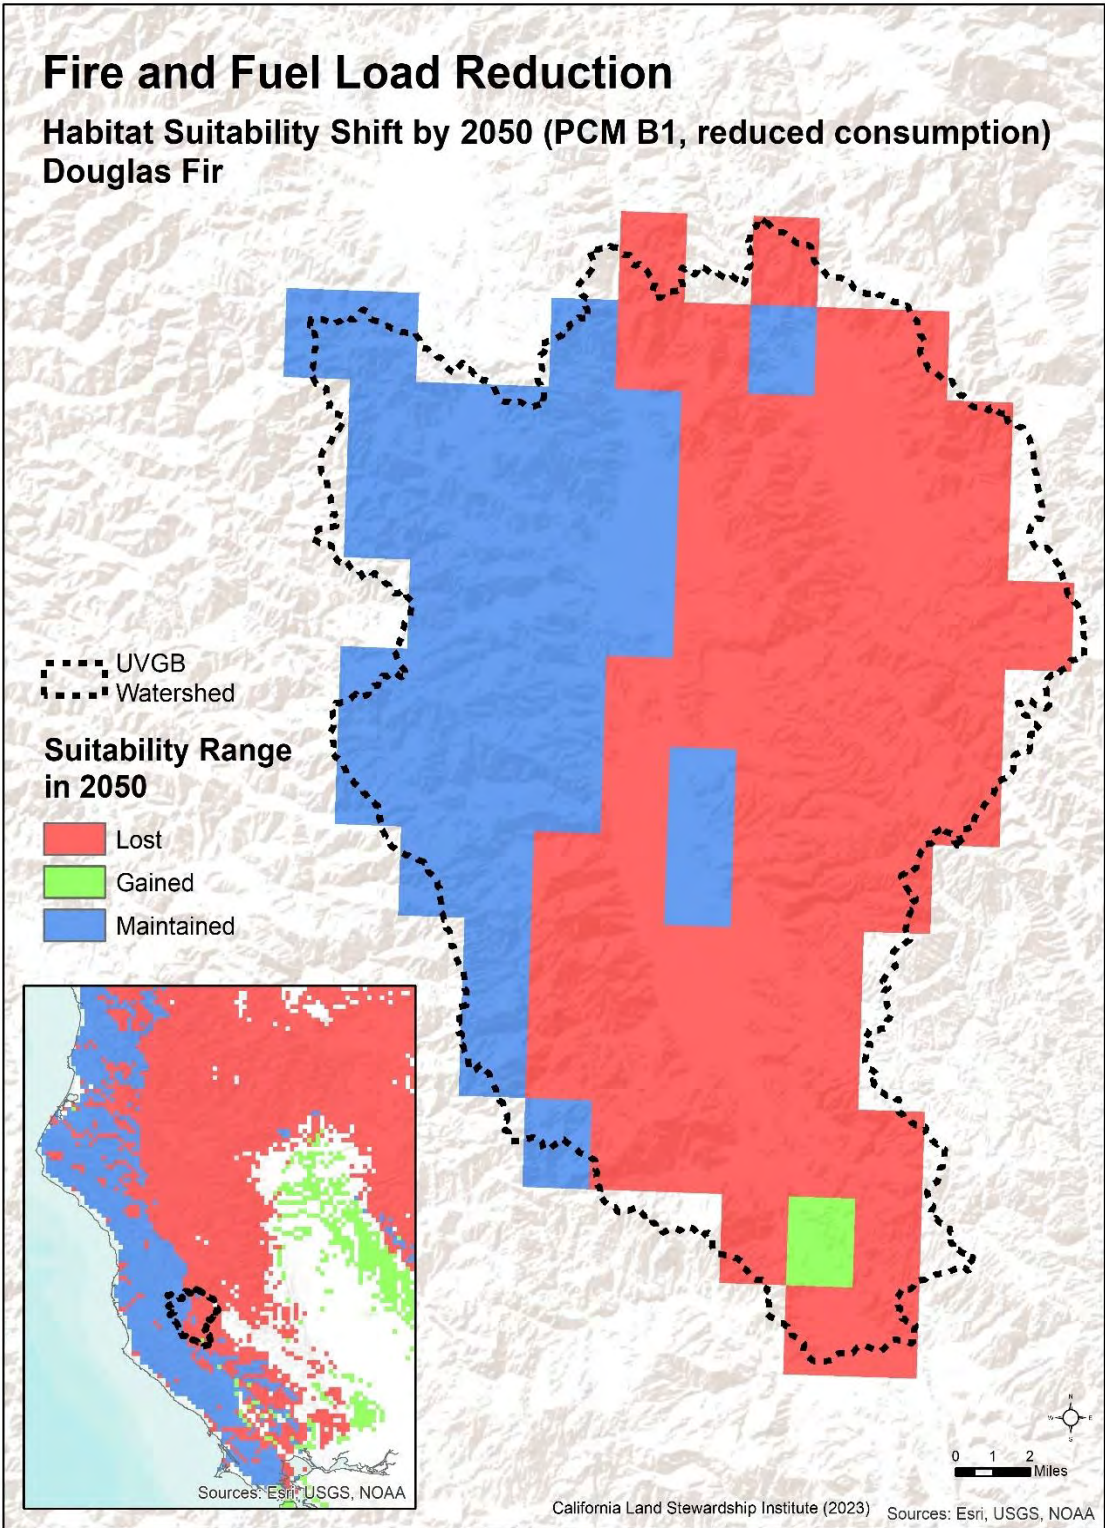 Fire and Fuel Load Reduction
Habitat Suitability Shift by 2050 (PCM B1, reduced consumption)
Douglas Fir
UVGB
Watershed
Suitability Range
in 2050
Lost
Gained
Maintained
Sources: Esri, USGS, NOAA
N
W E
S
0 1 2
Miles
California Land Stewardship Institute (2023) Sources: Esri, USGS, NOAA